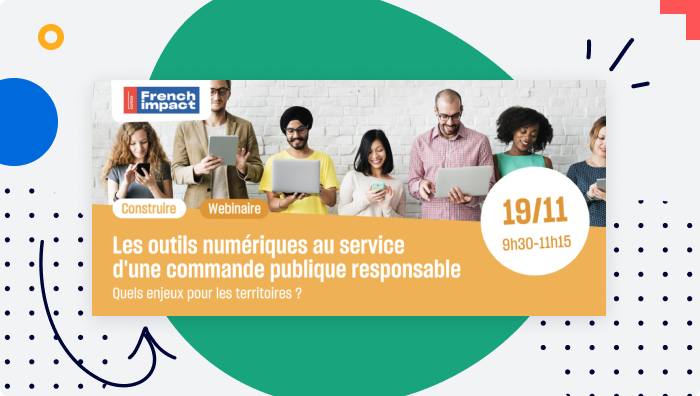 French
impact
Construire
Webinaire
19/11
9h30-11h15
Les outils numériques au service
d'une commande publique responsable
Quels enjeux pour les territoires ?